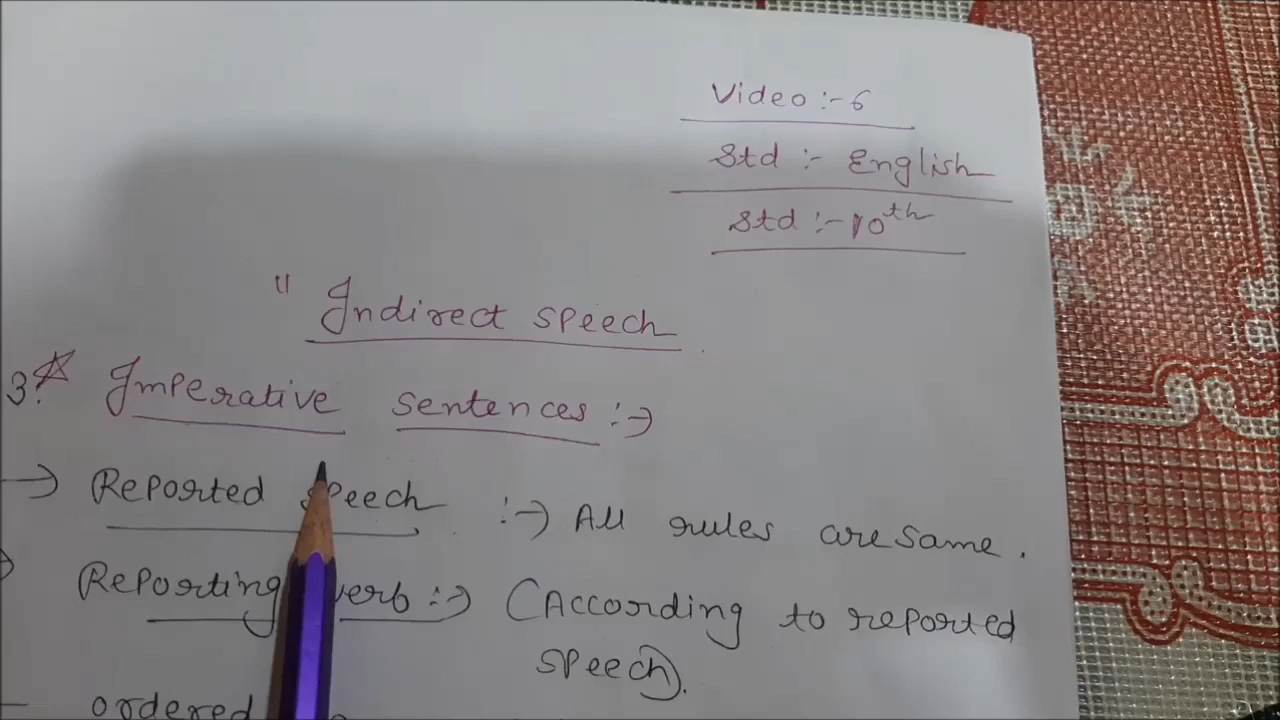 Video :- 6
Std :- English
Std :- 10th
" Indirect speech
3. Imperative sentences :→
→ Reported speech :→ All rules are same.
Reporting verb :→ (According to reported
speech).
ordered